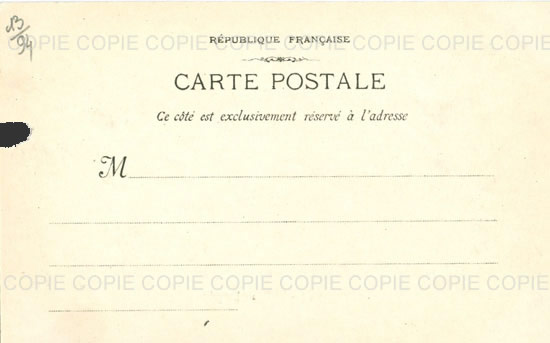 13/94
RÉPUBLIQUE FRANÇAISE
COPIE COPIE COPIE COPIE COPIE COPIE COPIE COPIE
CARTE POSTALE
Ce côté est exclusivement réservé à l'adresse
M
COPIE COPIE COPIE COPIE COPIE COPIE COPIE COPIE